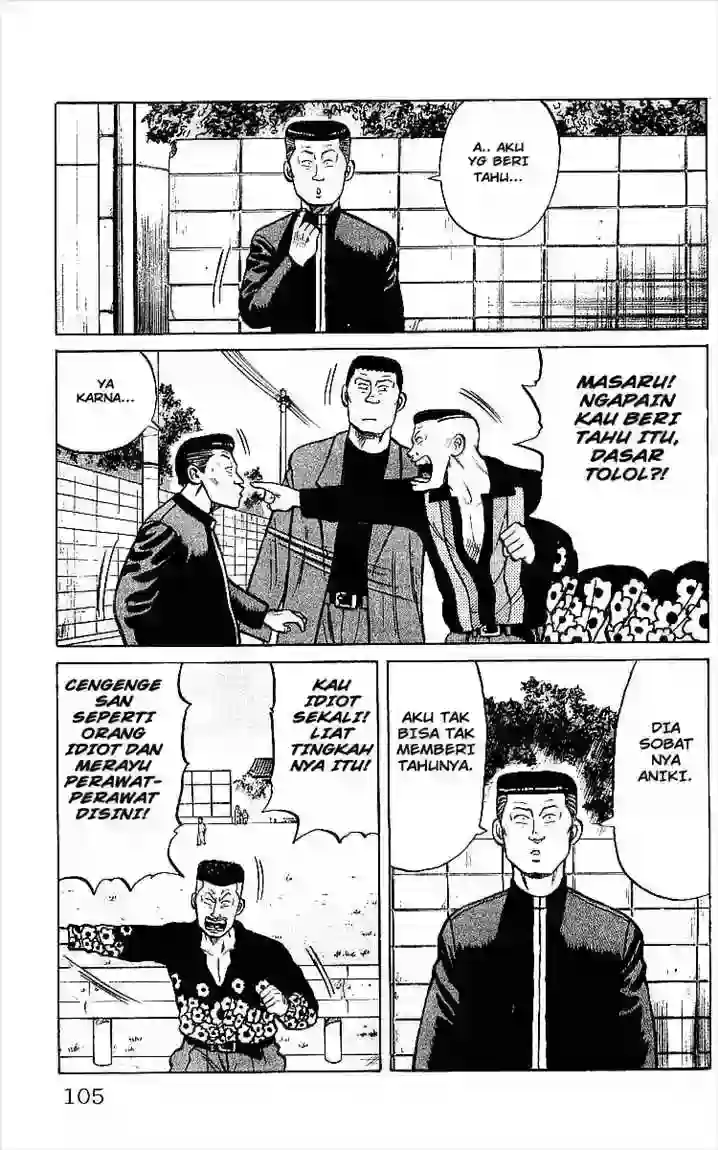 A.. AKU
YG BERI
TAHU...
MASARU!
NGAPAIN
KAU BERI
TAHU ITU,
DASAR
TOLOL?!
YA
KARNA...
DIA
SOBAT
NYA
ANIKI.
AKU TAK
BISA TAK
MEMBERI
TAHUNYA.
KAU
IDIOT
SEKALI!
LIAT
TINGKAH
NYA ITU!
CENGENGE
SAN
SEPERTI
ORANG
IDIOT DAN
MERAYU
PERAWAT-
PERAWAT
DISINI!
105